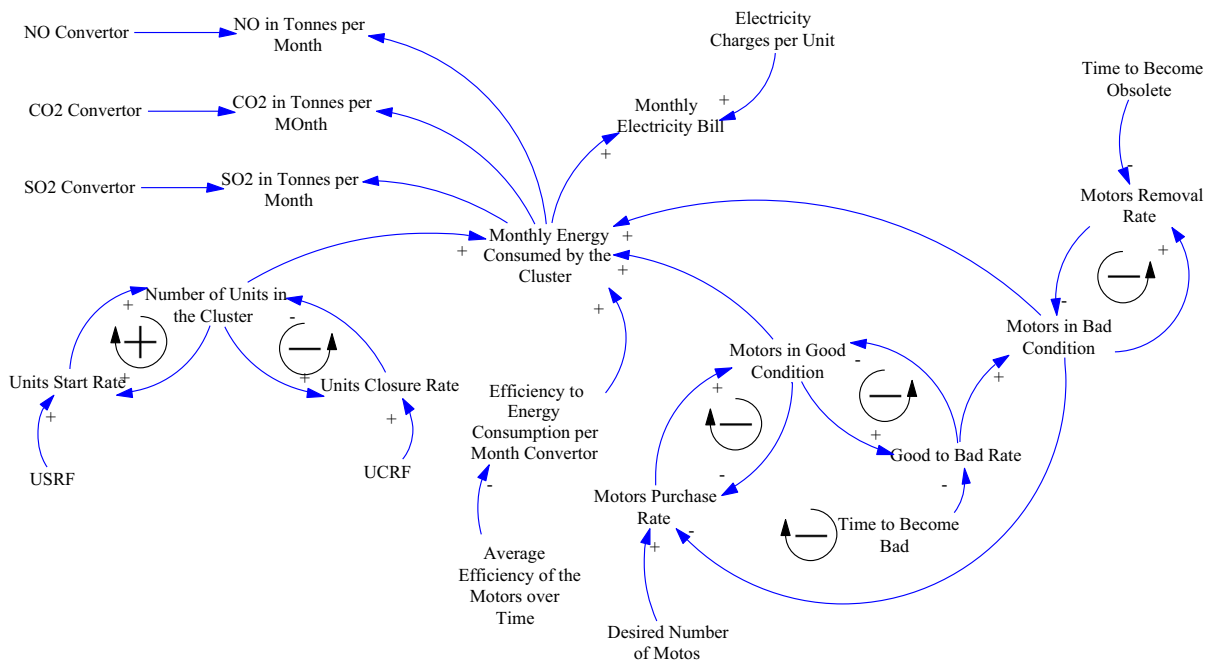 NO Convertor
NO in Tonnes per
Month
CO2 Convertor
CO2 in Tonnes per
MOnth
SO2 Convertor
SO2 in Tonnes per
Month
Electricity
Charges per Unit
+
Monthly
Electricity Bill
+
Time to Become
Obsolete
-
Motors Removal
Rate
+
-
Monthly Energy
Consumed by the
Cluster
+
+
+
+
Number of Units in
the Cluster
+
-
Units Start Rate
+
+
Units Closure Rate
+
+
USRF
UCRF
Efficiency to
Energy
Consumption per
Month Convertor
-
Average
Efficiency of the
Motors over
Time
Motors in Good
Condition
+
-
Motors in Bad
Condition
+
Good to Bad Rate
+
-
Motors Purchase
Rate
-
-
+
Time to Become
Bad
Desired Number
of Motos